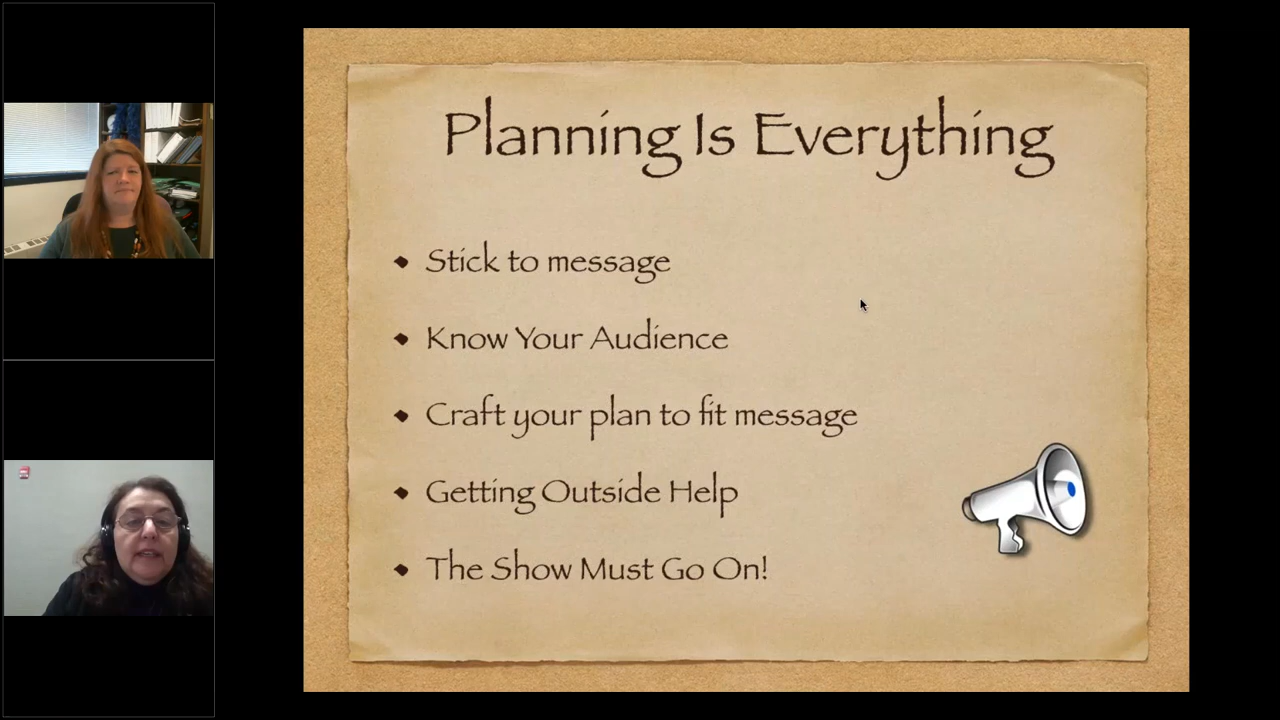 Planning Is Everything
• Stick to message
• Know Your Audience
• Craft your plan to fit message
• Getting Outside Help
• The Show Must Go On!